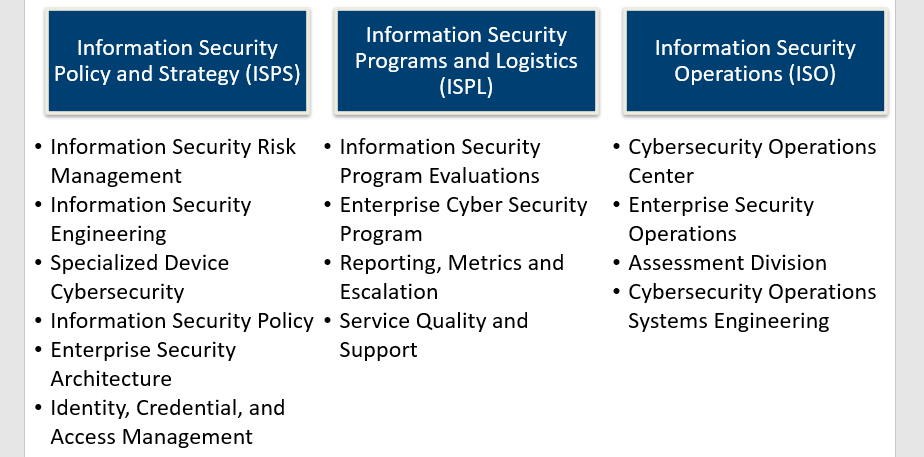 Information Security
Policy and Strategy (ISPS)
• Information Security Risk
Management
• Information Security
Engineering
• Specialized Device
Cybersecurity
• Information Security Policy
• Enterprise Security
Architecture
• Identity, Credential, and
Access Management
Information Security
Programs and Logistics
(ISPL)
• Information Security
Program Evaluations
• Enterprise Cyber Security
Program
• Reporting, Metrics and
Escalation
• Service Quality and
Support
Information Security
Operations (ISO)
• Cybersecurity Operations
Center
• Enterprise Security
Operations
• Assessment Division
• Cybersecurity Operations
Systems Engineering